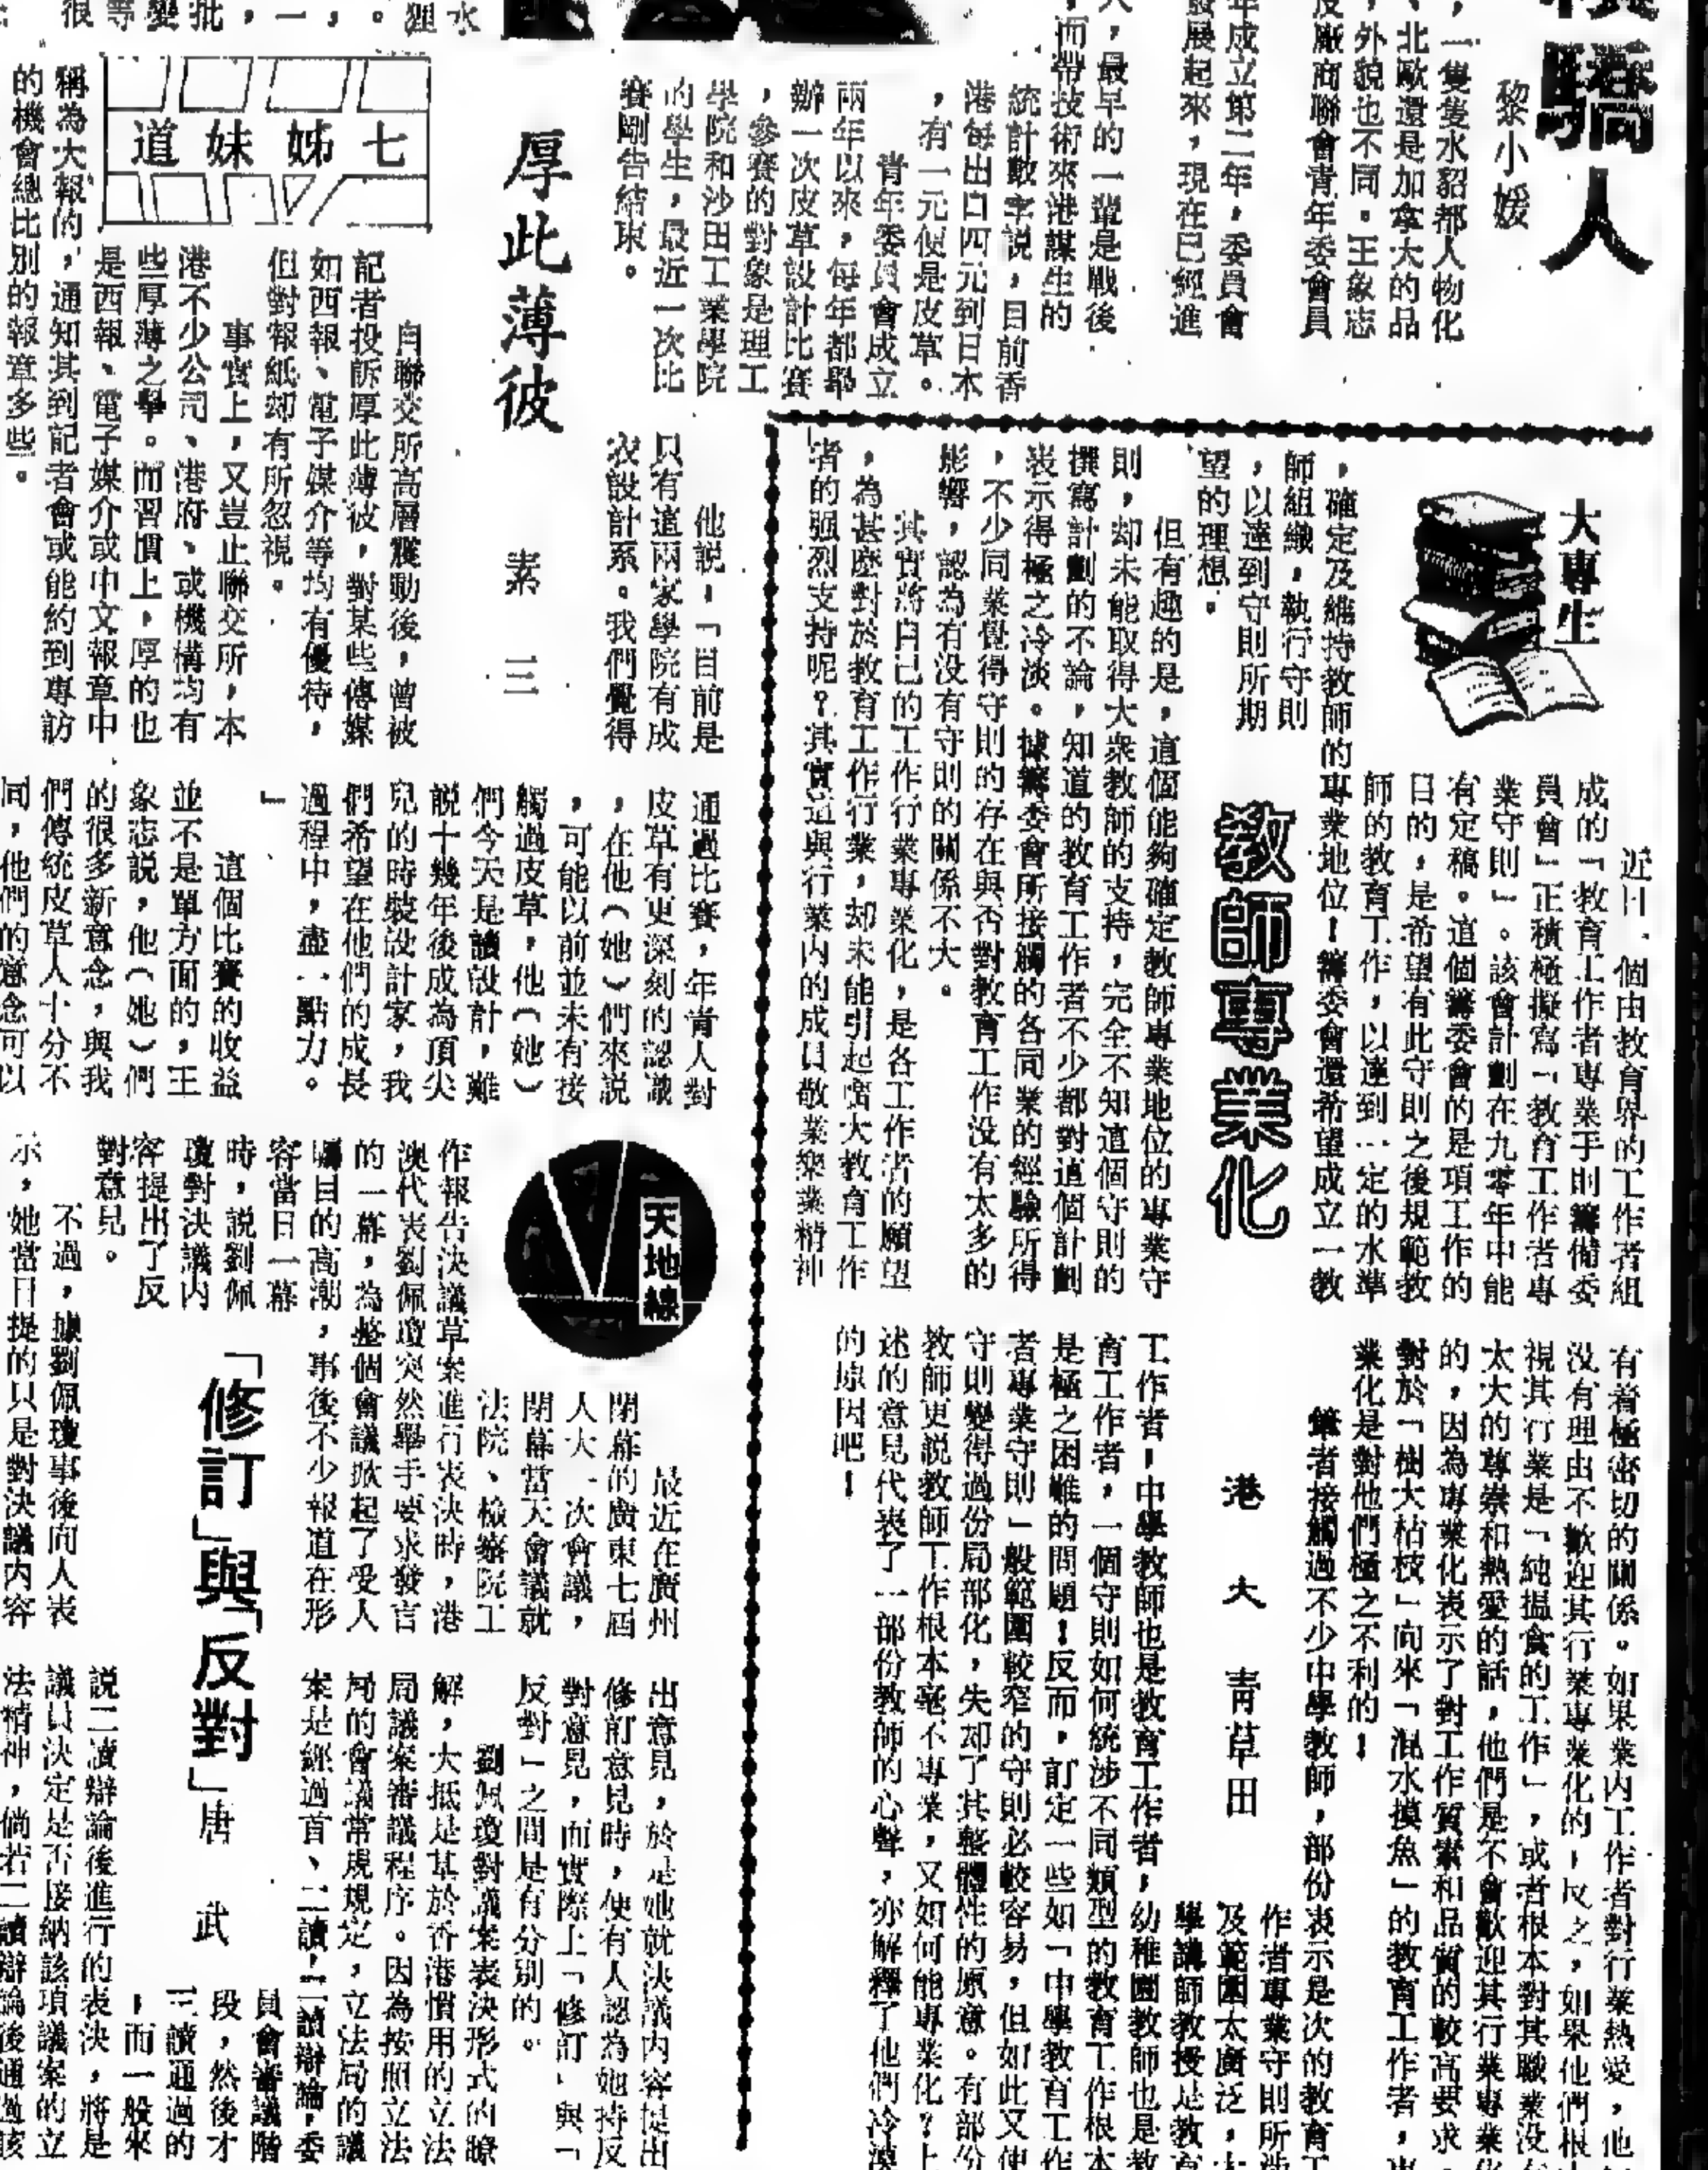 橋人
黎小媛
，一隻隻水貂都人物化
、北歐還是加拿大的品
，外貌也不同。王象志
皮廠商聯會青年委會員
年成立第二年，委員會
發展起來，現在已經進
人，最早的一輩是戰後
，而帶技術來港謀生的
統計數字説，目前香
港每出口四元到日本
，有一元便是皮草。
青年委員會成立
兩年以來，每年都舉
辦一次皮草設計比賽
，參賽的對象是理工
學院和沙田工業學院
的學生，最近一次比
賽剛告結束。
他説，「目前是
只有這兩家學院有成
衣設計系。我們覺得
通過比賽，年青人對
皮草有更深刻的認識
，在他（她）們來説
，可能以前並未有接
觸過皮草，他（她）
們今天是讀設計，難
説十幾年後成為頂尖
兒的時裝設計家，我
們希望在他們的成長
過程中，盡一點力。
」
這個比賽的收益
並不是單方面的，王
象志説，他（她）們
的很多新意念，與我
們傳統皮草人十分不
同，他們的意念可以
大專生
教師專業化
港大 青草田
近日一個由教育界的工作者組
成的「教育工作者專業手則籌備委
員會」正積極擬寫「教育工作者專
業守則」。該會計劃在九零年中能
有定稿。這個籌委會的是項工作的
目的，是希望有此守則之後規範教
師的教育工作，以達到一定的水準
，確定及維持教師的專業地位！籌委會還希望成立一教
師組織，執行守則
，以達到守則所期
望的理想。
但有趣的是，這個能夠確定教師專業地位的專業守
則，却未能取得大衆教師的支持，完全不知這個守則的
撰寫計劃的不論，知道的教育工作者不少都對這個計劃
表示得極之冷淡。據籌委會所接觸的各同業的經驗所得
，不少同業覺得守則的存在與否對教育工作没有太多的
影響，認為有没有守則的關係不大。
其實將自己的工作行業專業化，是各工作者的願望
，為甚麽對於教育工作行業，却未能引起廣大教育工作
者的强烈支持呢？其實這與行業內的成員敬業樂業精神
有着極密切的關係。如果業內工作者對行業熱愛，他
没有理由不歡迎其行業專業化的，反之，如果他們根
視其行業是「純揾食的工作」，或者根本對其職業没
太大的尊崇和熱愛的話，他們是不會歡迎其行業專業化
的，因為專業化表示了對工作質素和品質的較高要求。
對於「樹大枯枝」向來「混水摸魚」的教育工作者，
業化是對他們極之不利的！
筆者接觸過不少中學教師，部份表示是次的教育工
作者專業守則所涉
及範圍太廣泛，大
學講師教授是教育
工作者，中學教師也是教育工作者，幼稚園教師也是教
育工作者，一個守則如何統涉不同類型的教育工作根本
是極之困難的問題！反而，訂定一些如「中學教育工作
者專業守則」般範圍較窄的守則必較容易，但如此又使
守則變得過份局部化，失却了其整體性的原意。有部份
教師更説教師工作根本毫不專業，又如何能專業化？上
述的意見代表了一部份教師的心聲，亦解釋了他們冷漠
的原因吧！
七姊妹道
厚此薄彼
素三
自聯交所高層震動後，曾被
記者投訴厚此薄彼，對某些傳媒
如西報、電子媒介等均有優待，
但對報紙却有所忽視。
事實上，又豈止聯交所，本
港不少公司、港府、或機構均有
些厚薄之舉。而習慣上，厚的也
是西報、電子媒介或中文報章中
稱為大報的，通知其到記者會或能約到專訪
的機會總比別的報章多些。
天地線
「修訂」與「反對」
唐武
最近在廣州
閉幕的廣東七屆
人大一次會議，
閉幕當天會議就
法院、檢察院工
作報告決議草案進行表決時，港
澳代表劉佩瓊突然舉手要求發言
的一幕，為整個會議掀起了受人
矚目的高潮，事後不少報道在形
容當日一幕
時，説劉佩
瓊對決議內
容提出了反
對意見。
不過，據劉佩瓊事後向人表
示，她當日提的只是對決議內容
出意見，於是她就決議內容提出
修訂意見時，使有人認為她持反
對意見，而實際上「修訂」與「
反對」之間是有分別的。
劉佩瓊對議案表決形式的瞭
解，大抵是基於香港慣用的立法
局議案審議程序。因為按照立法
局的會議常規規定，立法局的議
案是經過首、二讀，二讀辯論，委
員會審議階
段，然後才
三讀通過的
，而一般來
説二讀辯論後進行的表決，將是
議員決定是否接納該項議案的立
法精神，倘若二讀辯論後通過該